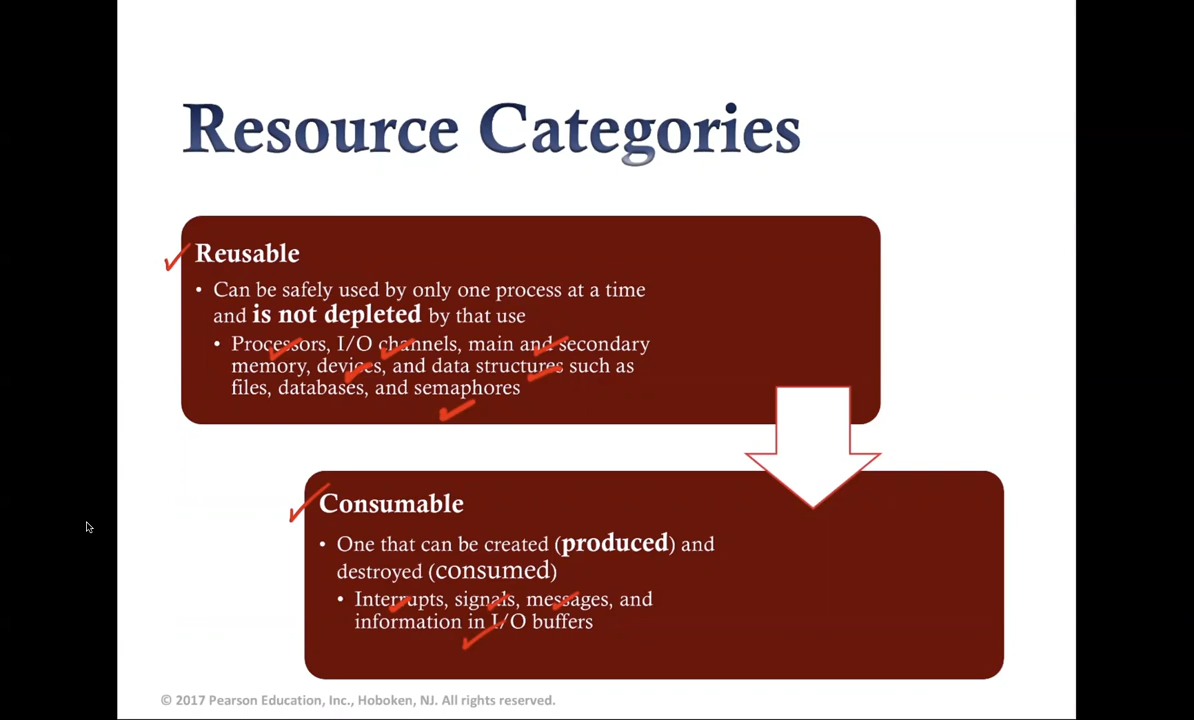 Resource Categories
Reusable
• Can be safely used by only one process at a time
and is not depleted by that use
• Processors, I/O channels, main and secondary
memory, devices, and data structures such as
files, databases, and semaphores
Consumable
• One that can be created (produced) and
destroyed (consumed)
• Interrupts, signals, messages, and
information in I/O buffers
© 2017 Pearson Education, Inc., Hoboken, NJ. All rights reserved.